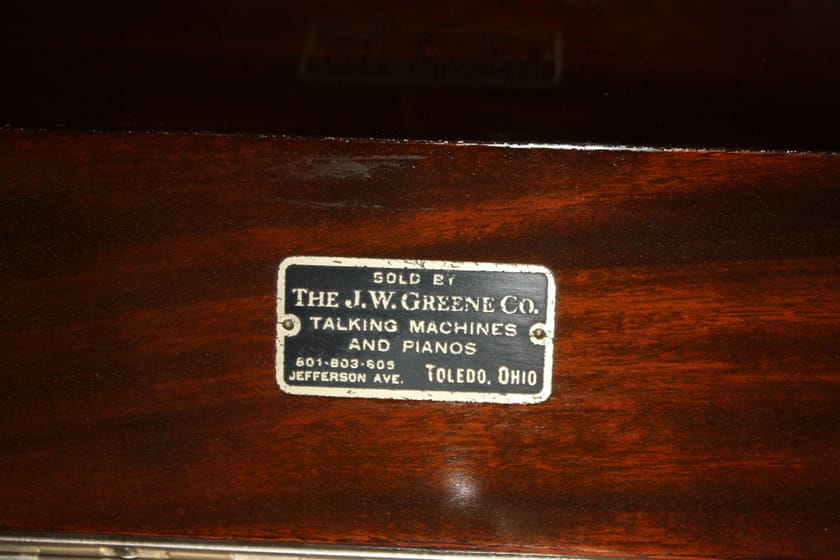 SOLD BY
THE J.W. GREENE CO.
TALKING MACHINES
AND PIANOS
801-803-805
JEFFERSON AVE. TOLEDO, OHIO